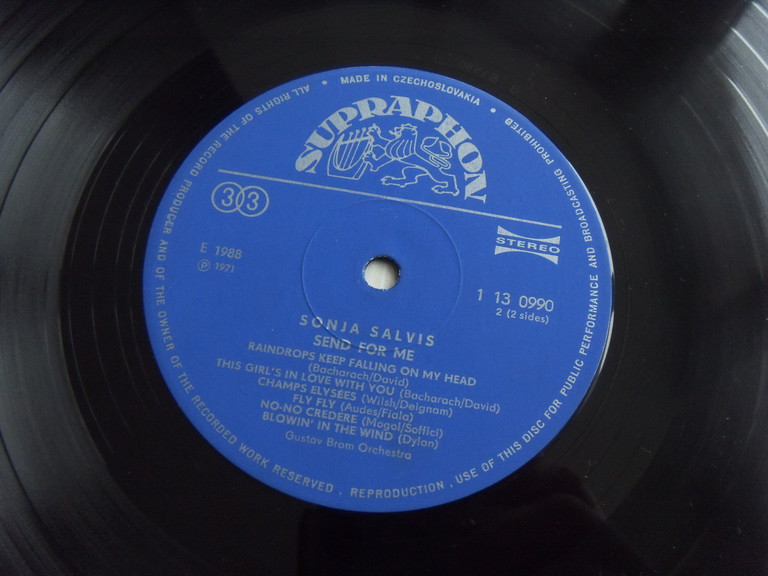 ALL RIGHTS OF THE RECORD PRODUCER AND OF THE OWNER OF THE RECORDED WORK RESERVED . REPRODUCTION . USE OF THIS DISC FOR PUBLIC PERFORMANCE AND BROADCASTING PROHIBITED
• MADE IN CZECHOSLOVAKIA •
SUPRAPHON
33
STEREO
E 1988
Ⓟ 1971
1 13 0990
2 (2 sides)
SONJA SALVIS
SEND FOR ME
RAINDROPS KEEP FALLING ON MY HEAD
(Bacharach/David)
THIS GIRL'S IN LOVE WITH YOU (Bacharach/David)
CHAMPS ELYSEES (Wilsh/Deignam)
FLY FLY (Audes/Fiala)
NO-NO CREDERE (Mogol/Soffici)
BLOWIN' IN THE WIND (Dylan)
Gustav Brom Orchestra